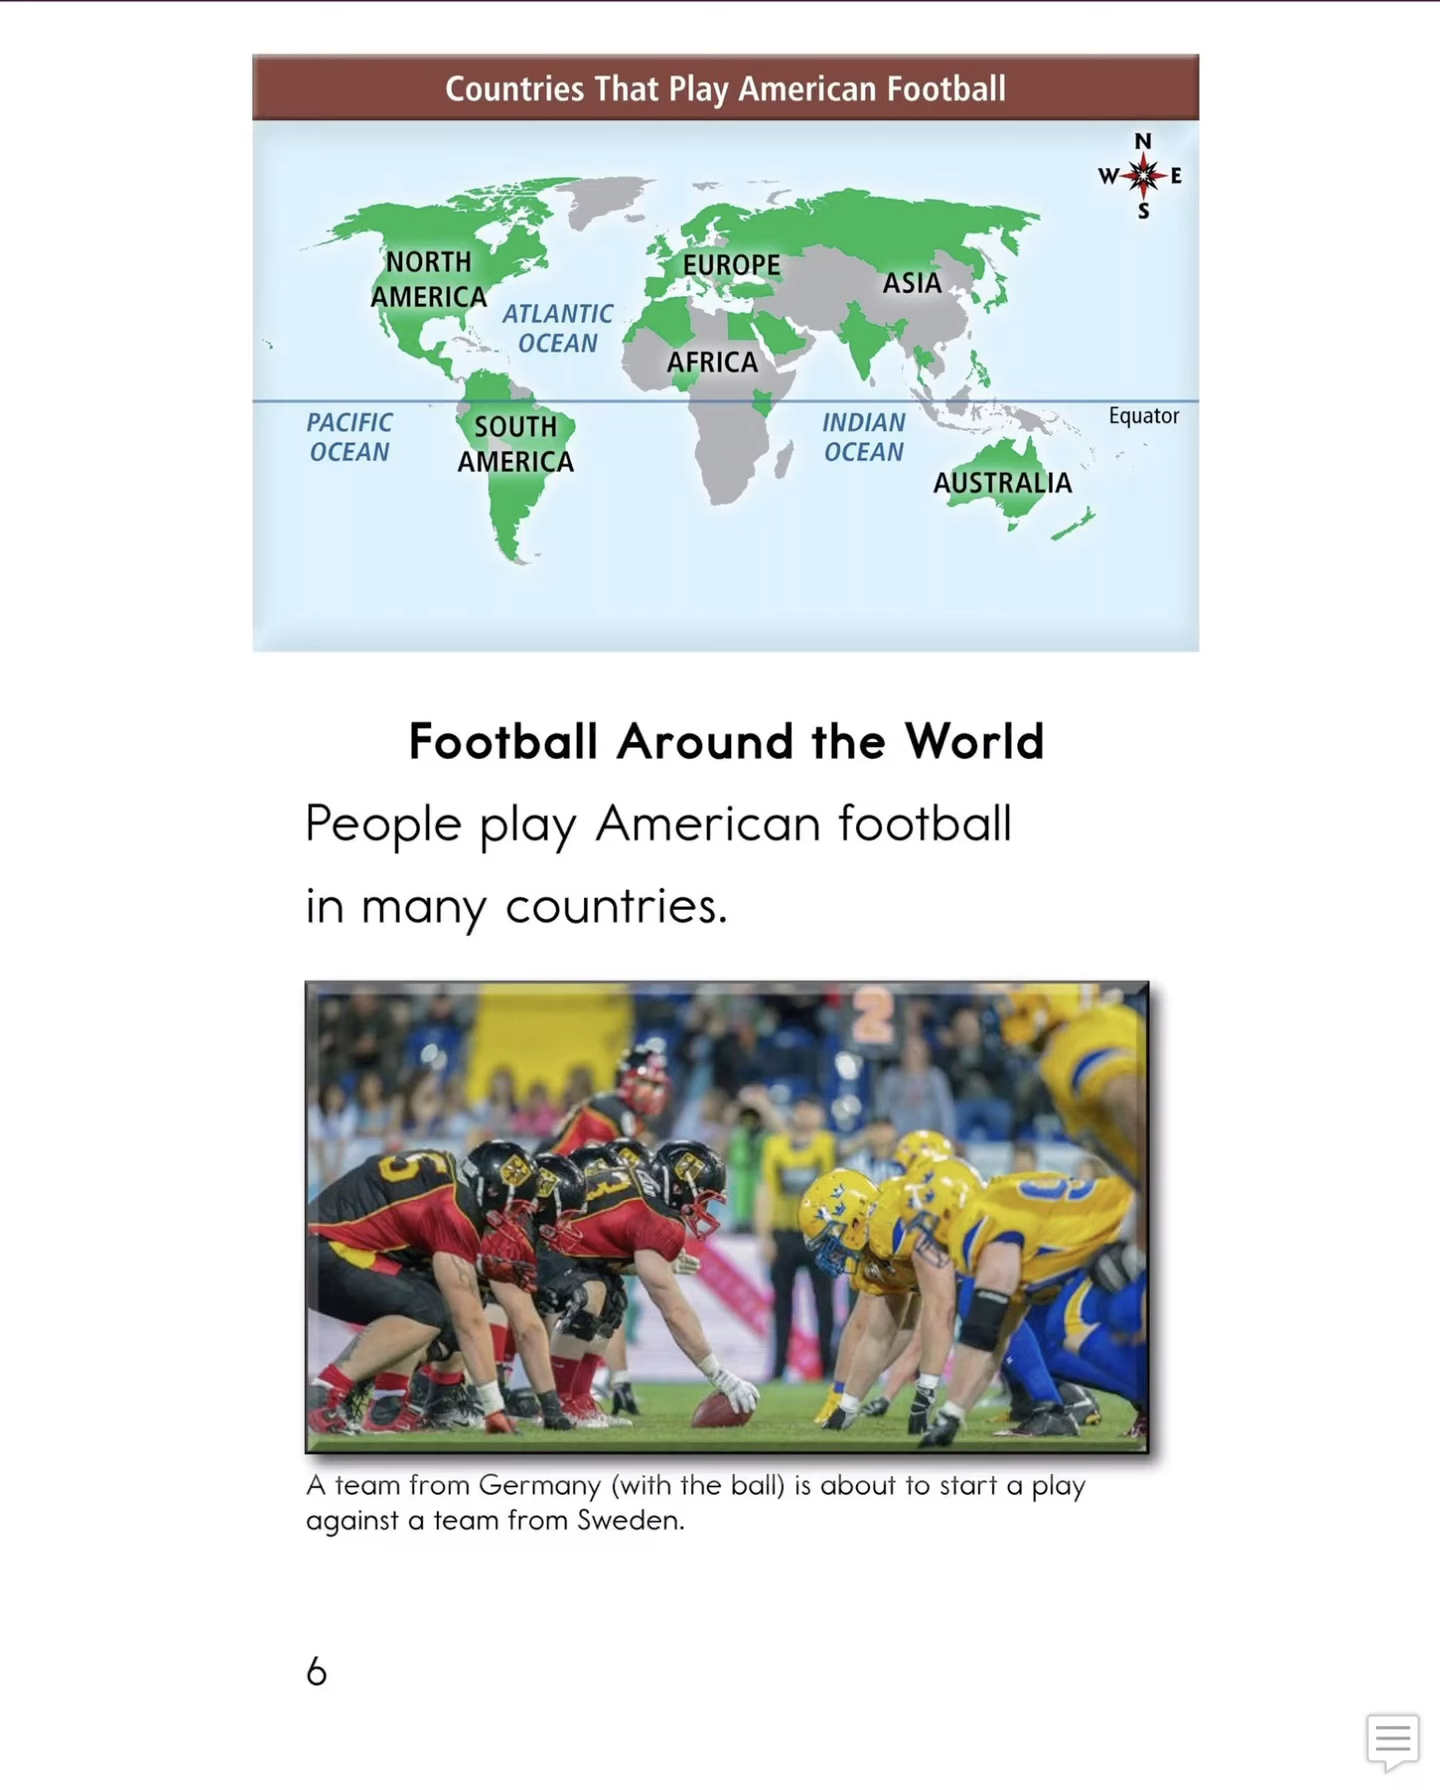 Countries That Play American Football
N
W E
S
NORTH
AMERICA
EUROPE
ASIA
ATLANTIC
OCEAN
AFRICA
PACIFIC
OCEAN
SOUTH
AMERICA
INDIAN
OCEAN
Equator
AUSTRALIA
Football Around the World
People play American football
in many countries.
2
A team from Germany (with the ball) is about to start a play
against a team from Sweden.
6